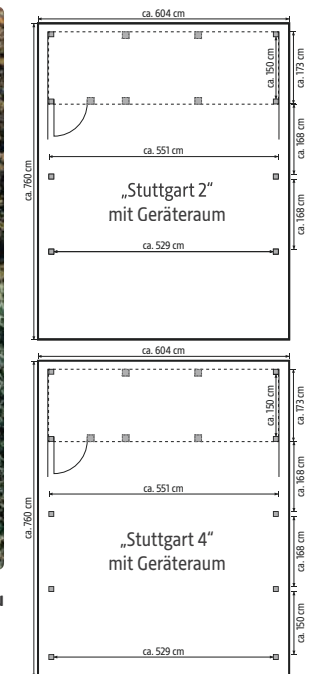 ca. 604 cm
ca. 150 cm
ca. 173 cm
ca. 168 cm
ca. 551 cm
ca. 760 cm
„Stuttgart 2“
mit Geräteraum
ca. 168 cm
ca. 529 cm
ca. 604 cm
ca. 150 cm
ca. 173 cm
ca. 168 cm
ca. 551 cm
ca. 760 cm
„Stuttgart 4“
mit Geräteraum
ca. 168 cm
ca. 150 cm
ca. 529 cm